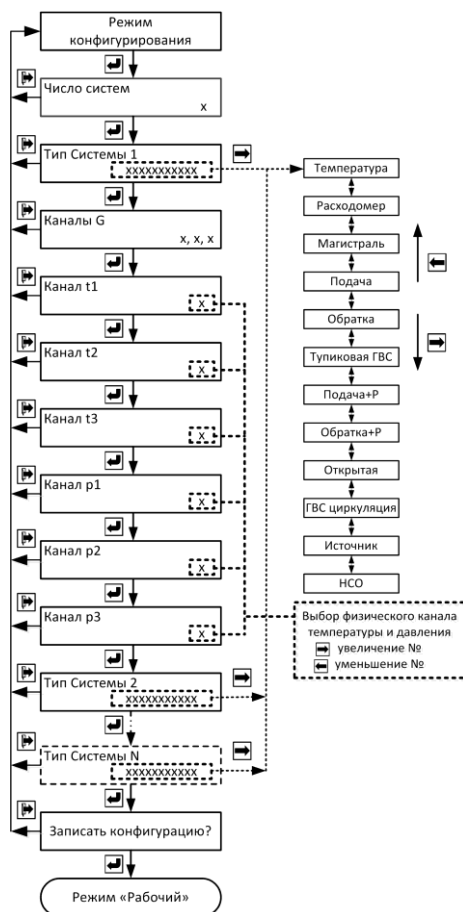 Режим
конфигурирования
Число систем
x
Тип Системы 1
xxxxxxxxxxx
Каналы G
x, x, x
Канал t1
x
Канал t2
x
Канал t3
x
Канал p1
x
Канал p2
x
Канал p3
x
Тип Системы 2
xxxxxxxxxxx
Тип Системы N
xxxxxxxxxxx
Записать конфигурацию?
Режим «Рабочий»
Температура
Расходомер
Магистраль
Подача
Обратка
Тупиковая ГВС
Подача+Р
Обратка+Р
Открытая
ГВС циркуляция
Источник
НСО
Выбор физического канала
температуры и давления
увеличение №
уменьшение №